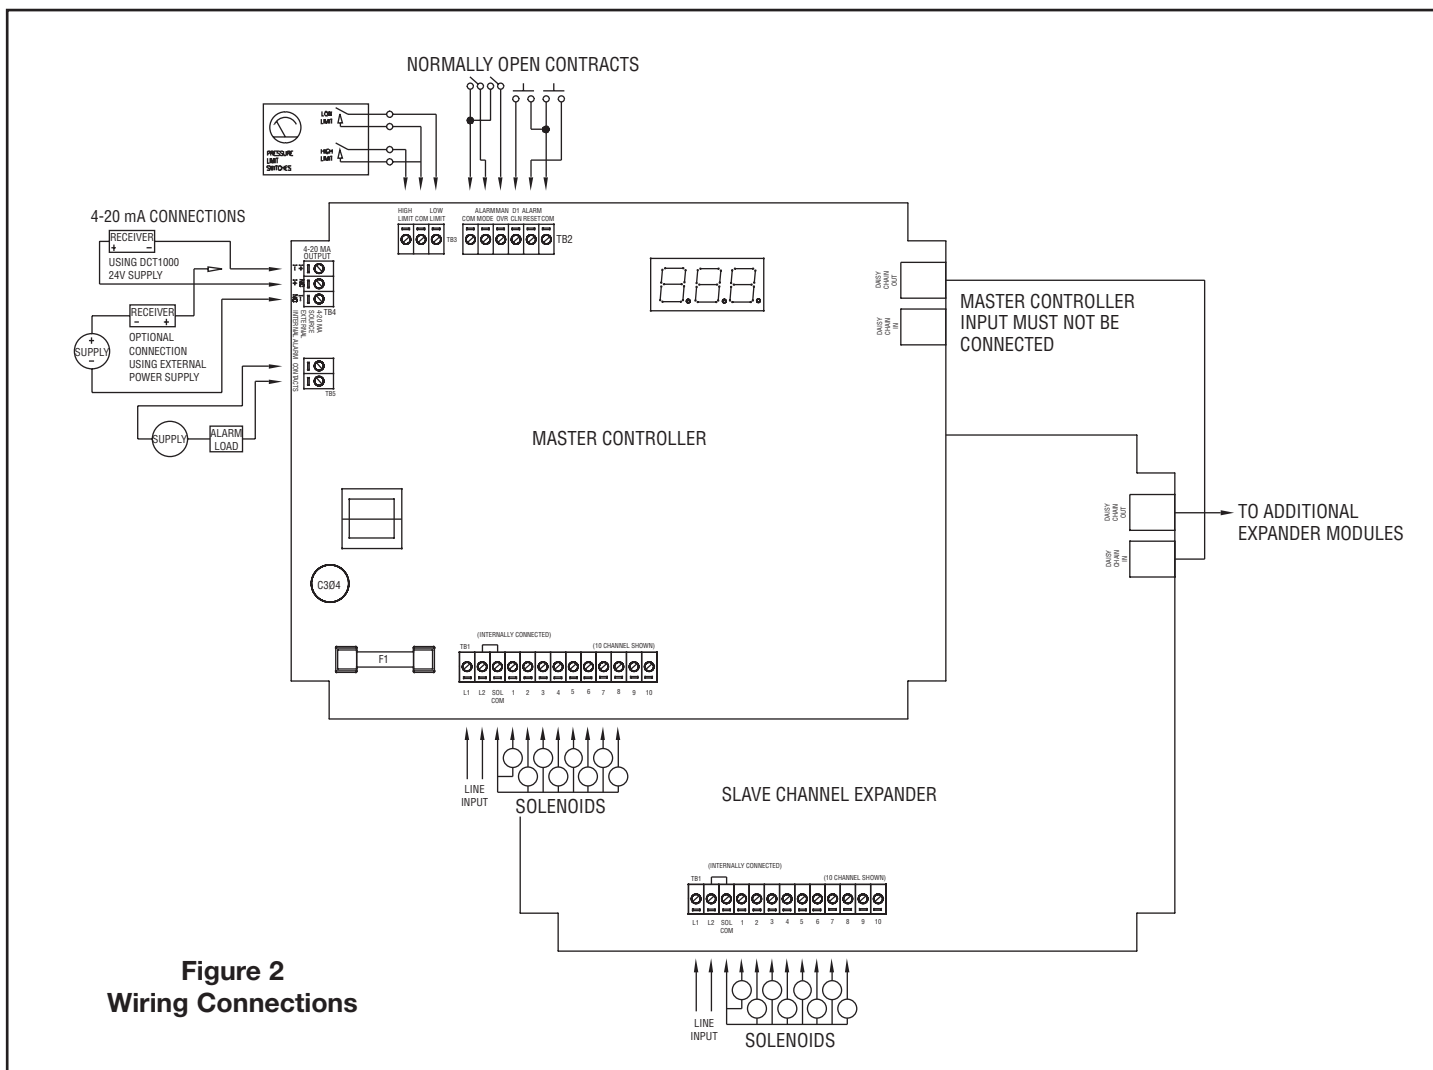 NORMALLY OPEN CONTRACTS
LOW
LIMIT
HIGH
LIMIT
PRESSURE
LIMIT
SWITCHES
4-20 mA CONNECTIONS
RECEIVER
+ −
USING DCT1000
24V SUPPLY
RECEIVER
− +
OPTIONAL
CONNECTION
USING EXTERNAL
POWER SUPPLY
+
SUPPLY
−
SUPPLY
ALARM
LOAD
HIGH
LIMIT
COM
LOW
LIMIT
TB3
COM
ALARM
MODE
MAN
OVR
D1
CLN
ALARM
RESET
COM
TB2
4-20 MA
OUTPUT
TB4
4-20 MA
SOURCE
EXTERNAL
INTERNAL
ALARM CONTACTS
TB5
8.8.8.
DAISY
CHAIN
OUT
DAISY
CHAIN
IN
MASTER CONTROLLER
INPUT MUST NOT BE
CONNECTED
MASTER CONTROLLER
DAISY
CHAIN
OUT
DAISY
CHAIN
IN
TO ADDITIONAL
EXPANDER MODULES
C3Ø4
F1
(INTERNALLY CONNECTED)
TB1
(10 CHANNEL SHOWN)
L1 L2 SOL 1 2 3 4 5 6 7 8 9 10
COM
LINE
INPUT
SOLENOIDS
SLAVE CHANNEL EXPANDER
(INTERNALLY CONNECTED)
TB1
(10 CHANNEL SHOWN)
L1 L2 SOL 1 2 3 4 5 6 7 8 9 10
COM
LINE
INPUT
SOLENOIDS
Figure 2
Wiring Connections